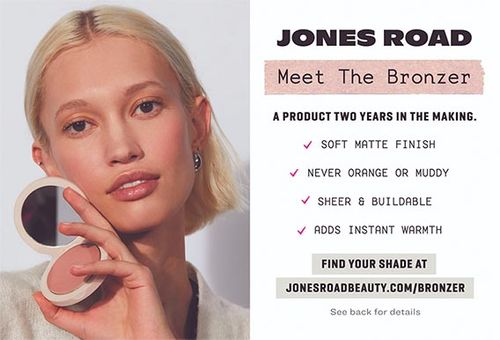 JONES ROAD
Meet The Bronzer
A PRODUCT TWO YEARS IN THE MAKING.
✓ SOFT MATTE FINISH
✓ NEVER ORANGE OR MUDDY
✓ SHEER & BUILDABLE
✓ ADDS INSTANT WARMTH
FIND YOUR SHADE AT
JONESROADBEAUTY.COM/BRONZER
See back for details